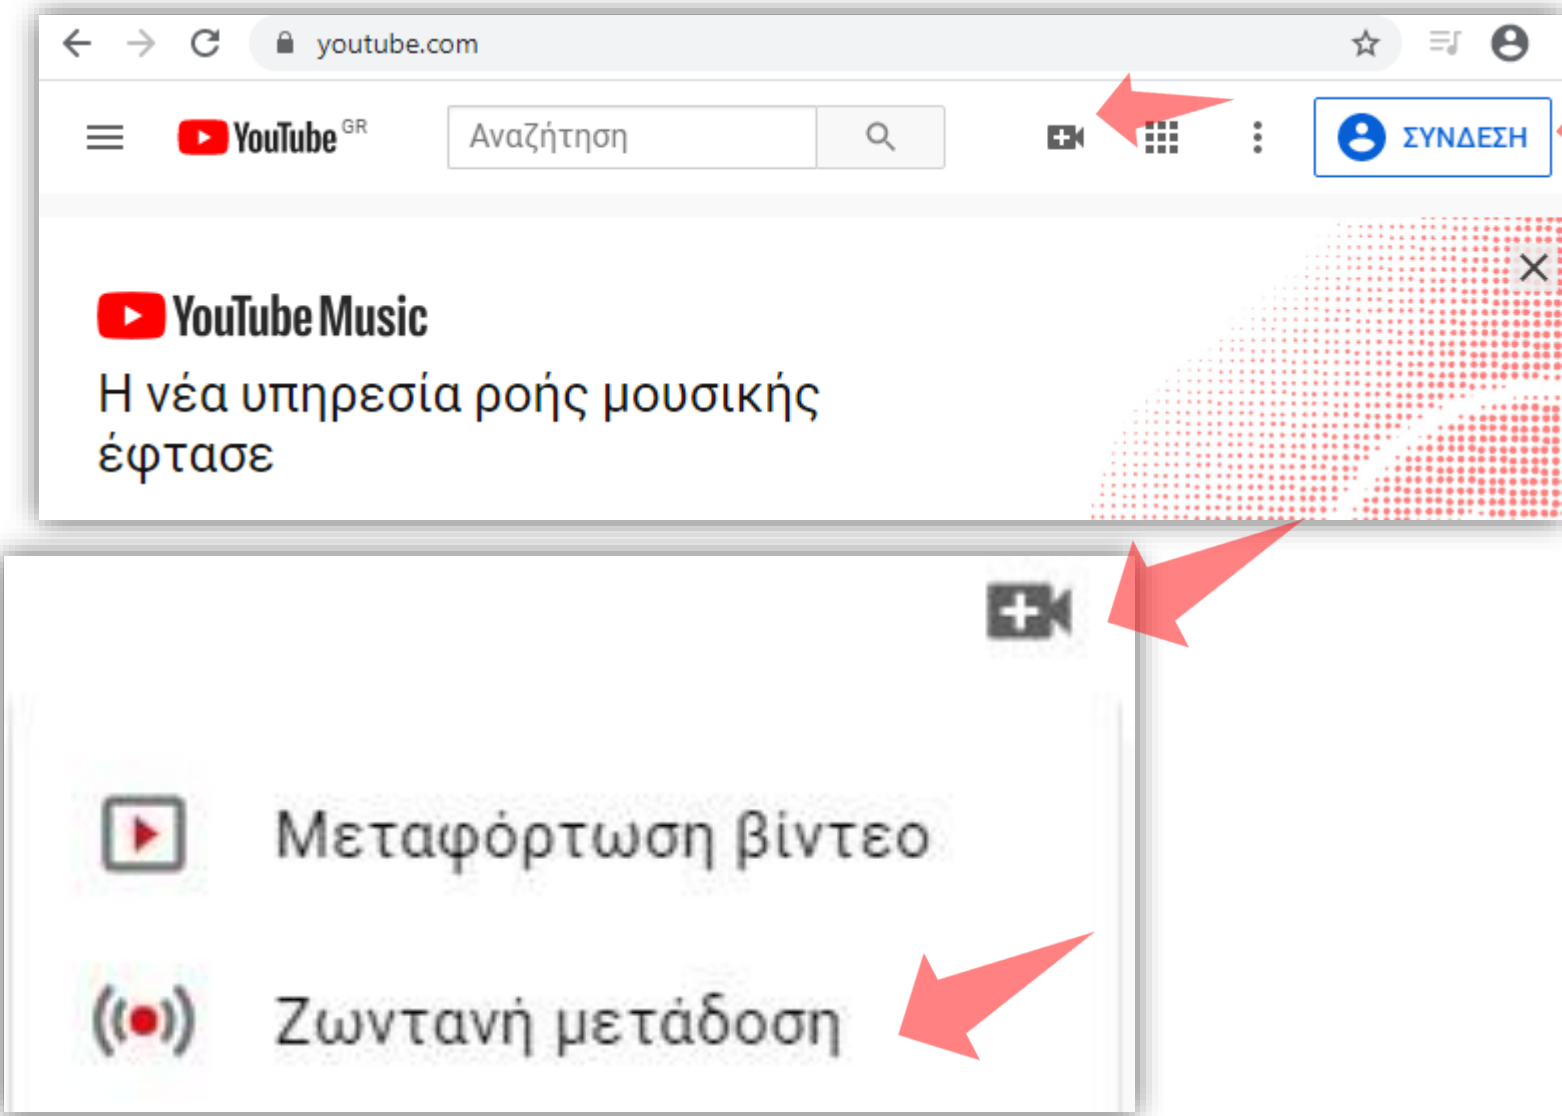 youtube.com
YouTube GR
Αναζήτηση
ΣΥΝΔΕΣΗ
YouTube Music
Η νέα υπηρεσία ροής μουσικής
έφτασε
Μεταφόρτωση βίντεο
Ζωντανή μετάδοση